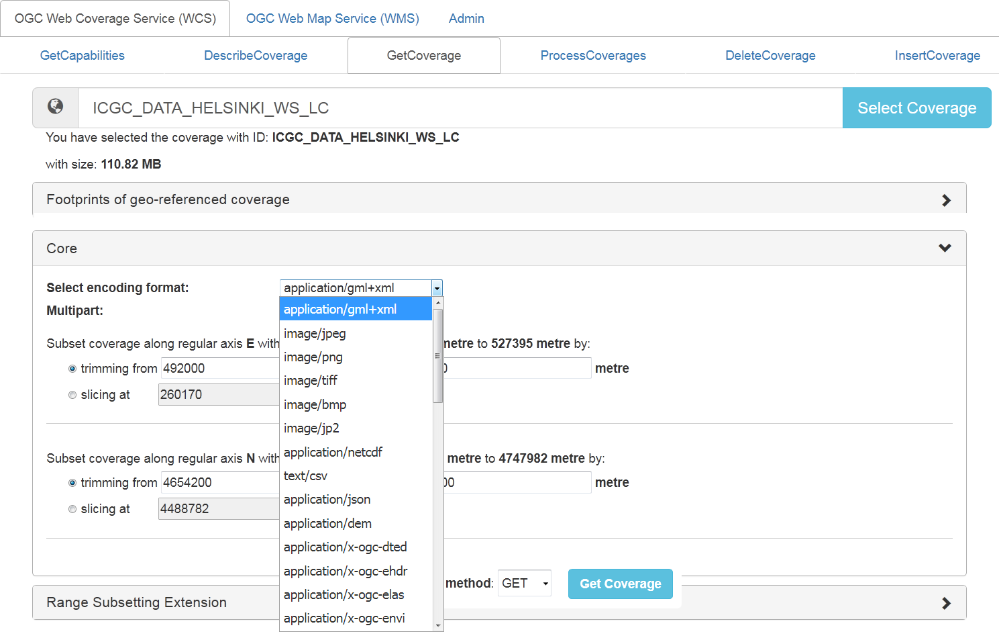 OGC Web Coverage Service (WCS) OGC Web Map Service (WMS) Admin
GetCapabilities DescribeCoverage GetCoverage ProcessCoverages DeleteCoverage InsertCoverage
ICGC_DATA_HELSINKI_WS_LC Select Coverage
You have selected the coverage with ID: ICGC_DATA_HELSINKI_WS_LC
with size: 110.82 MB
Footprints of geo-referenced coverage
Core
Select encoding format: application/gml+xml
Multipart:
application/gml+xml
image/jpeg
Subset coverage along regular axis E with metre to 527395 metre by:
image/png
trimming from 492000 0 metre
image/tiff
slicing at 260170
image/bmp
image/jp2
application/netcdf
Subset coverage along regular axis N with metre to 4747982 metre by:
text/csv
trimming from 4654200 00 metre
application/json
slicing at 4488782
application/dem
application/x-ogc-dted
application/x-ogc-ehdr
method: GET Get Coverage
application/x-ogc-elas
Range Subsetting Extension
application/x-ogc-envi